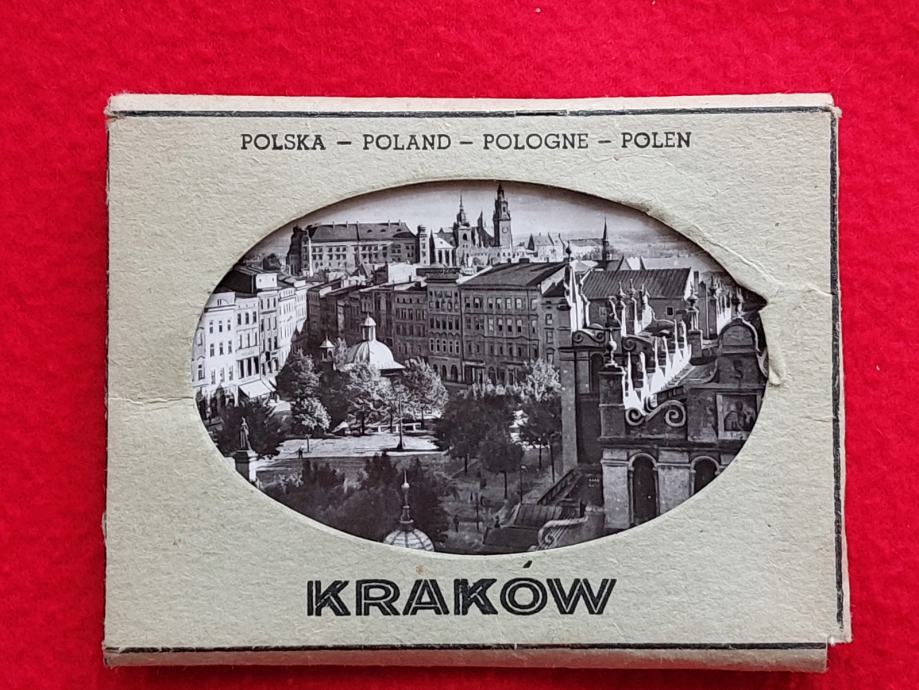 POLSKA – POLAND – POLOGNE – POLEN
KRAKÓW